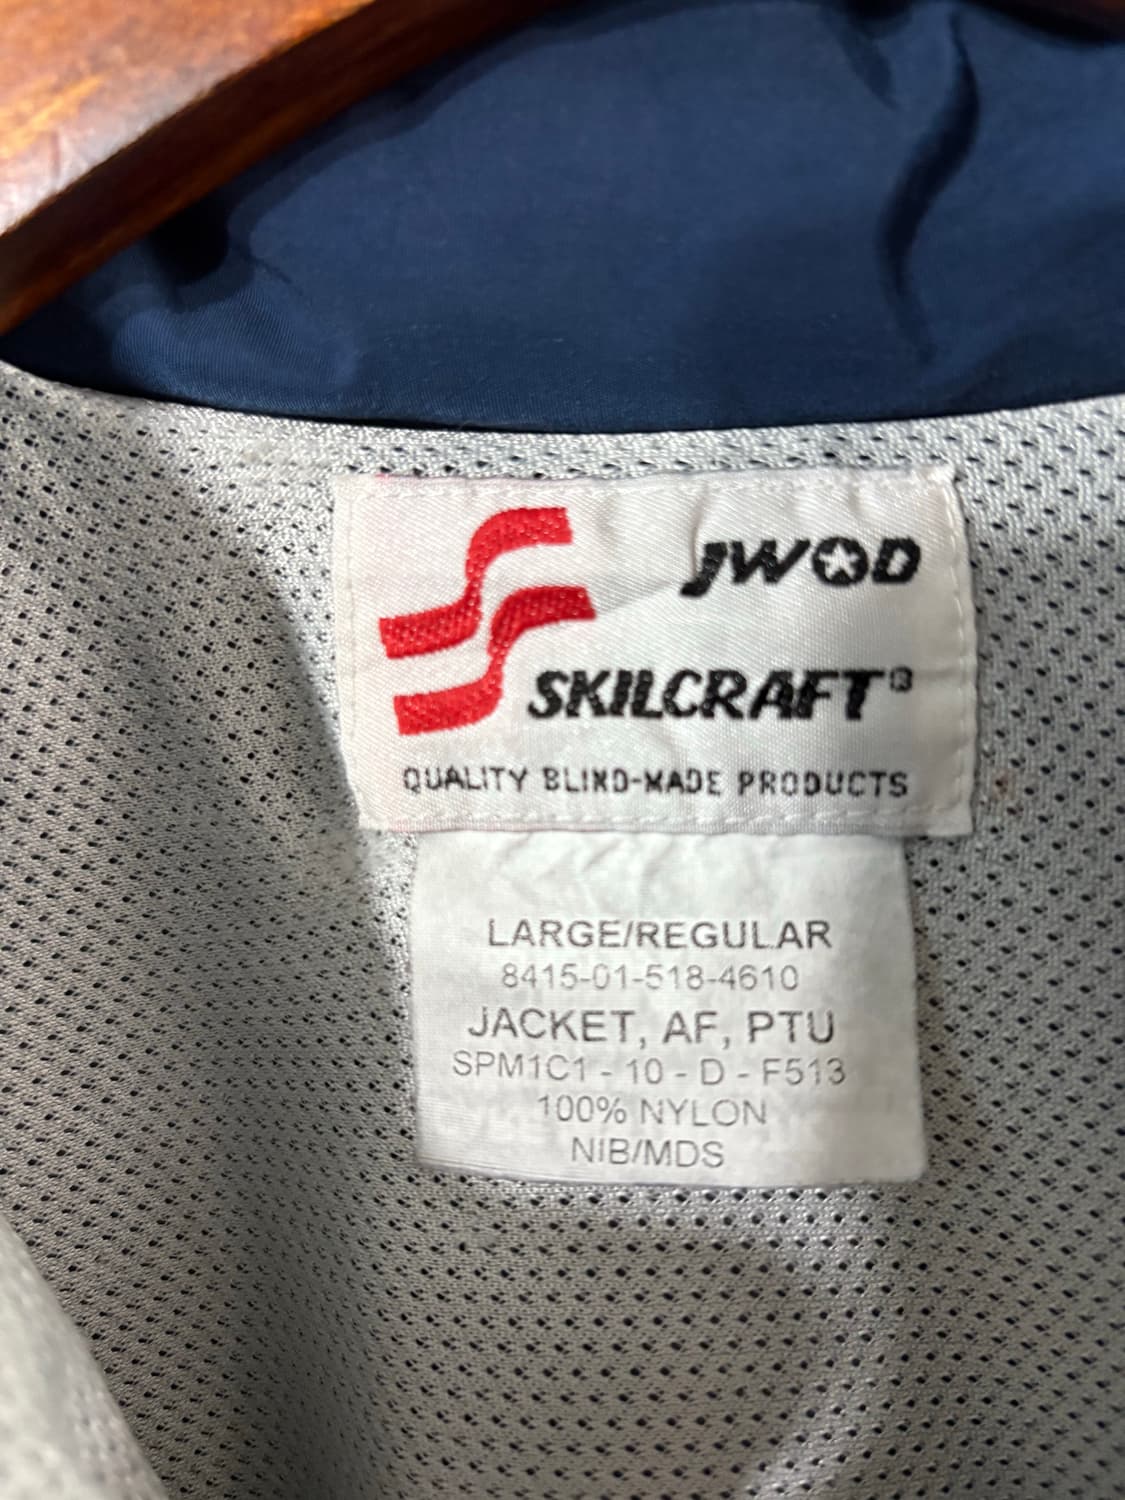 JWOD
SKILCRAFT®
QUALITY BLIND-MADE PRODUCTS
LARGE/REGULAR
8415-01-518-4610
JACKET, AF, PTU
SPM1C1 - 10 - D - F513
100% NYLON
NIB/MDS